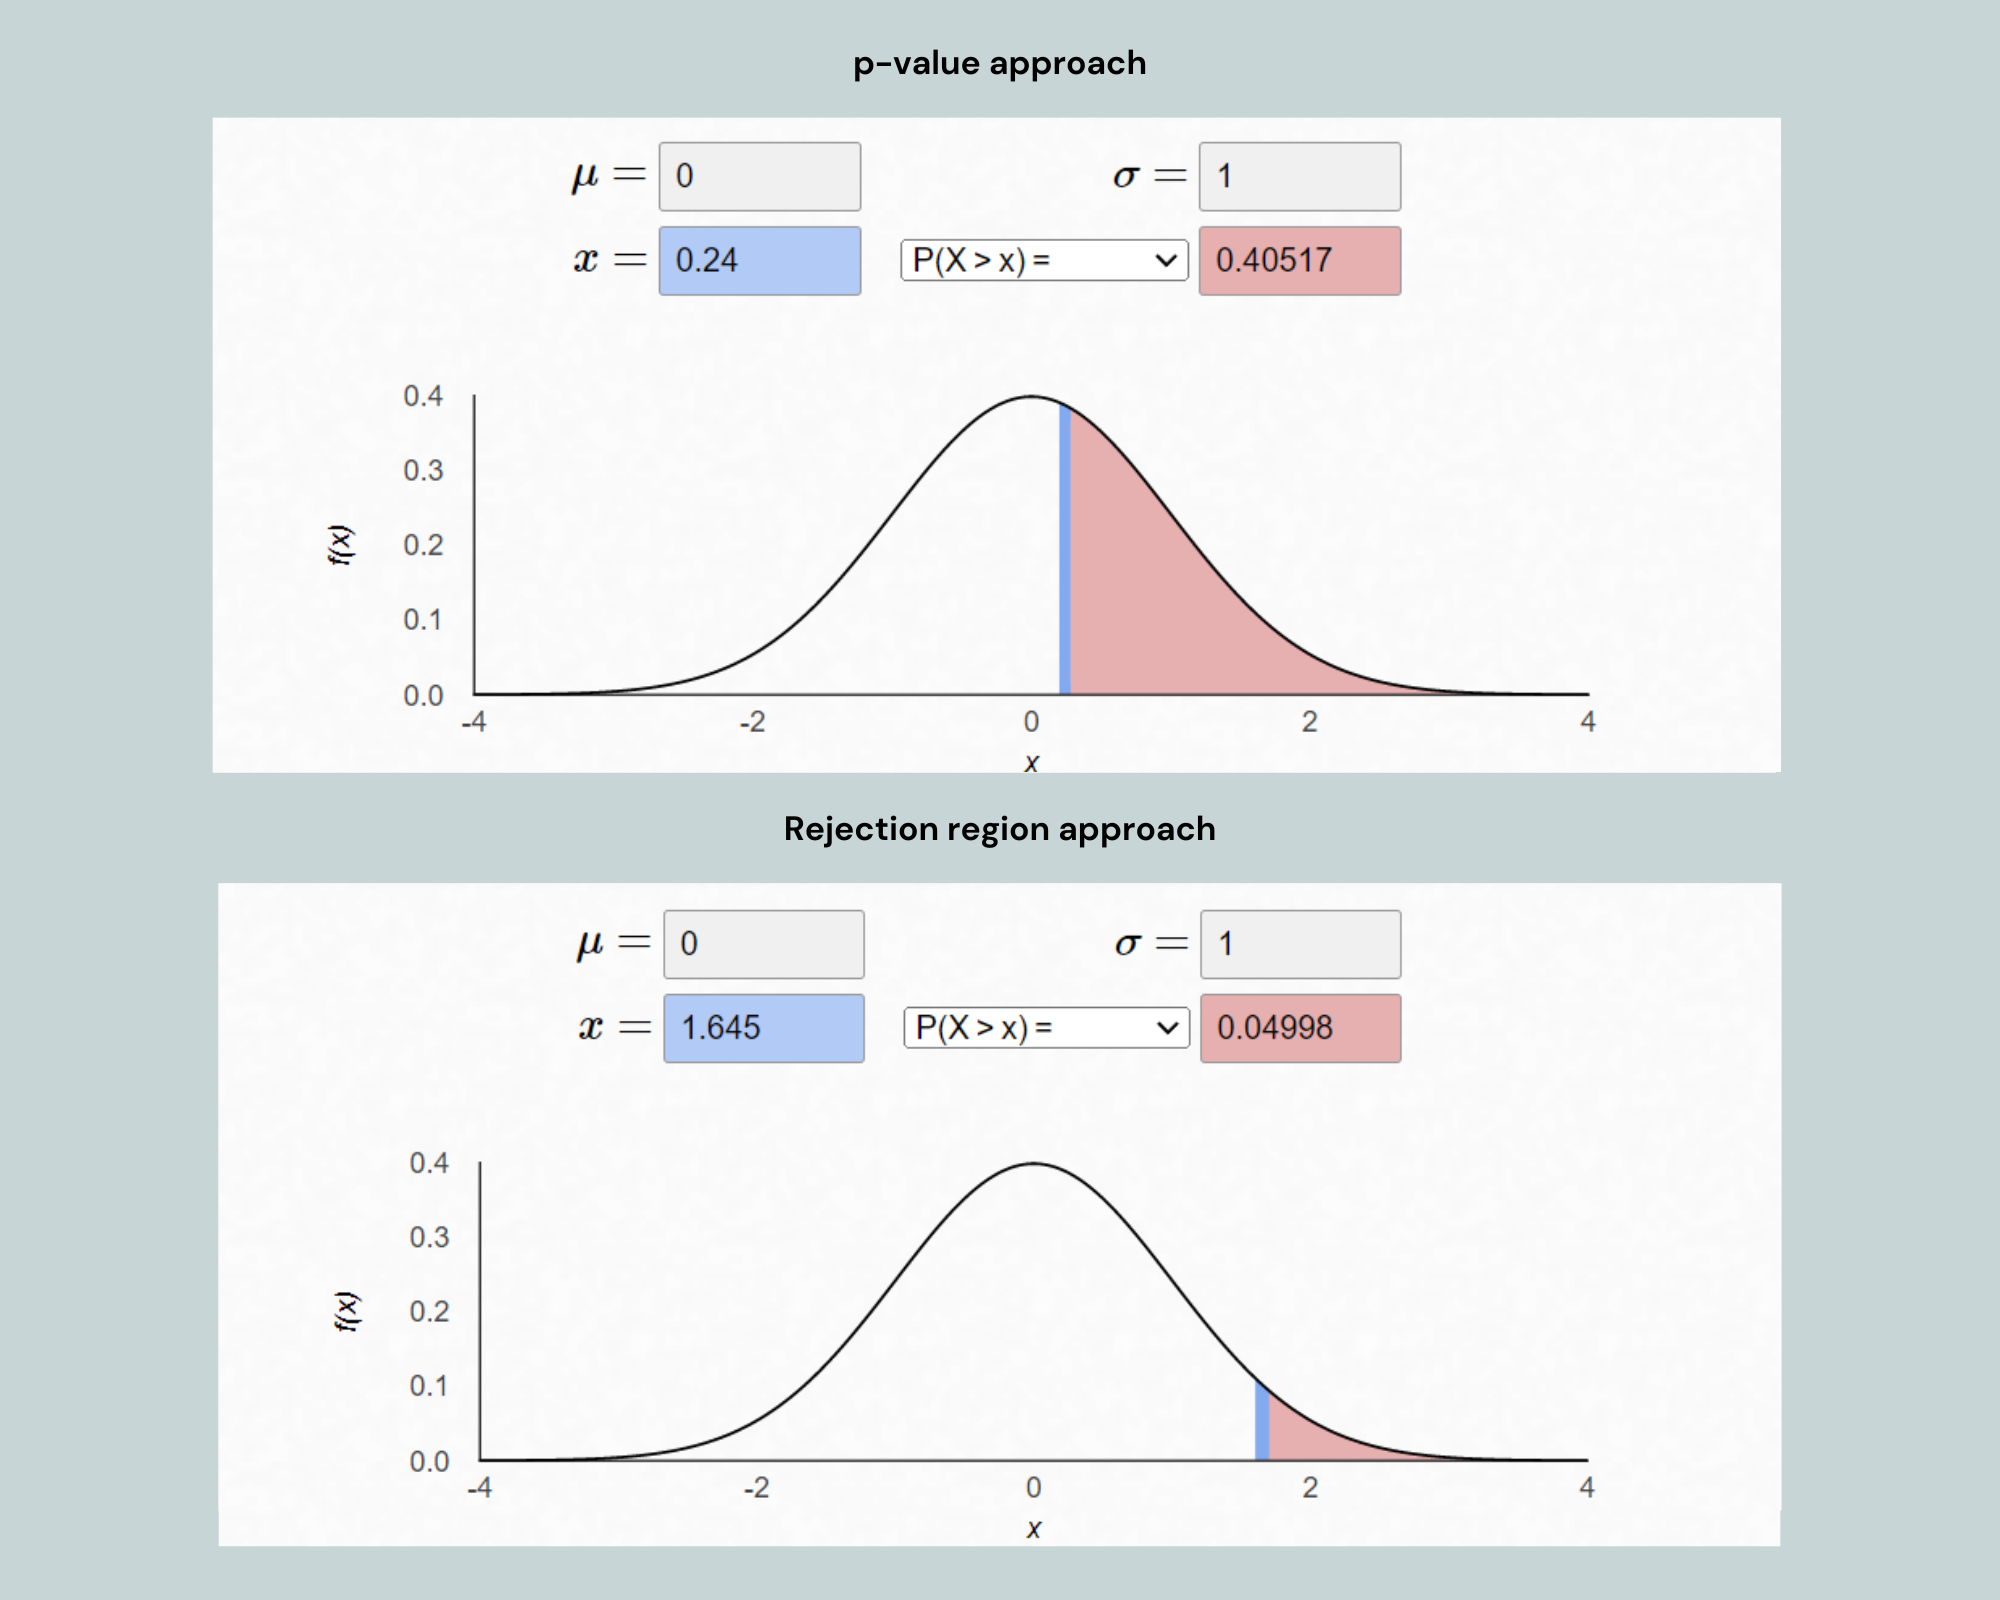 p-value approach
μ = 0 σ = 1
x = 0.24 P(X > x) = 0.40517
0.4
0.3
0.2
0.1
0.0
f(x)
-4 -2 0 2 4
x
Rejection region approach
μ = 0 σ = 1
x = 1.645 P(X > x) = 0.04998
0.4
0.3
0.2
0.1
0.0
f(x)
-4 -2 0 2 4
x